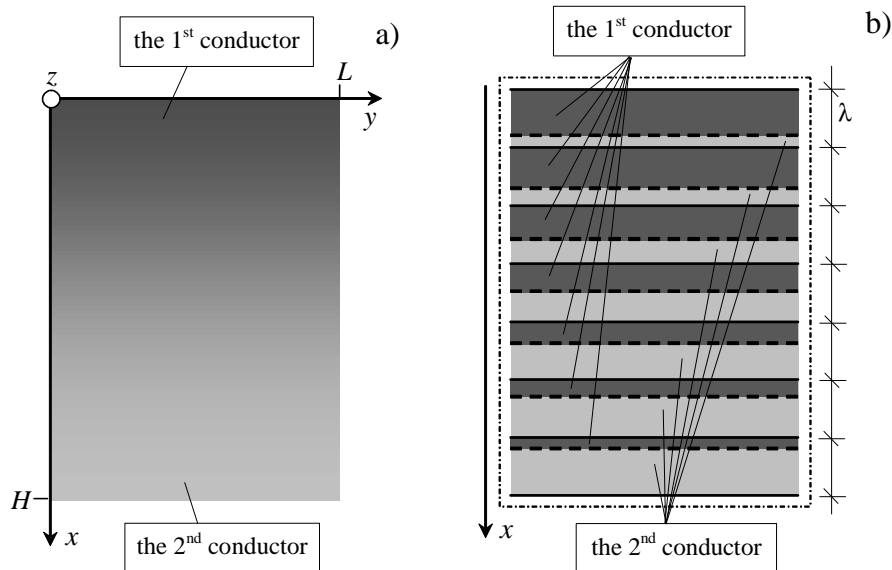 the 1st conductor
a)
z
L
y
H
x
the 2nd conductor
b)
the 1st conductor
λ
x
the 2nd conductor